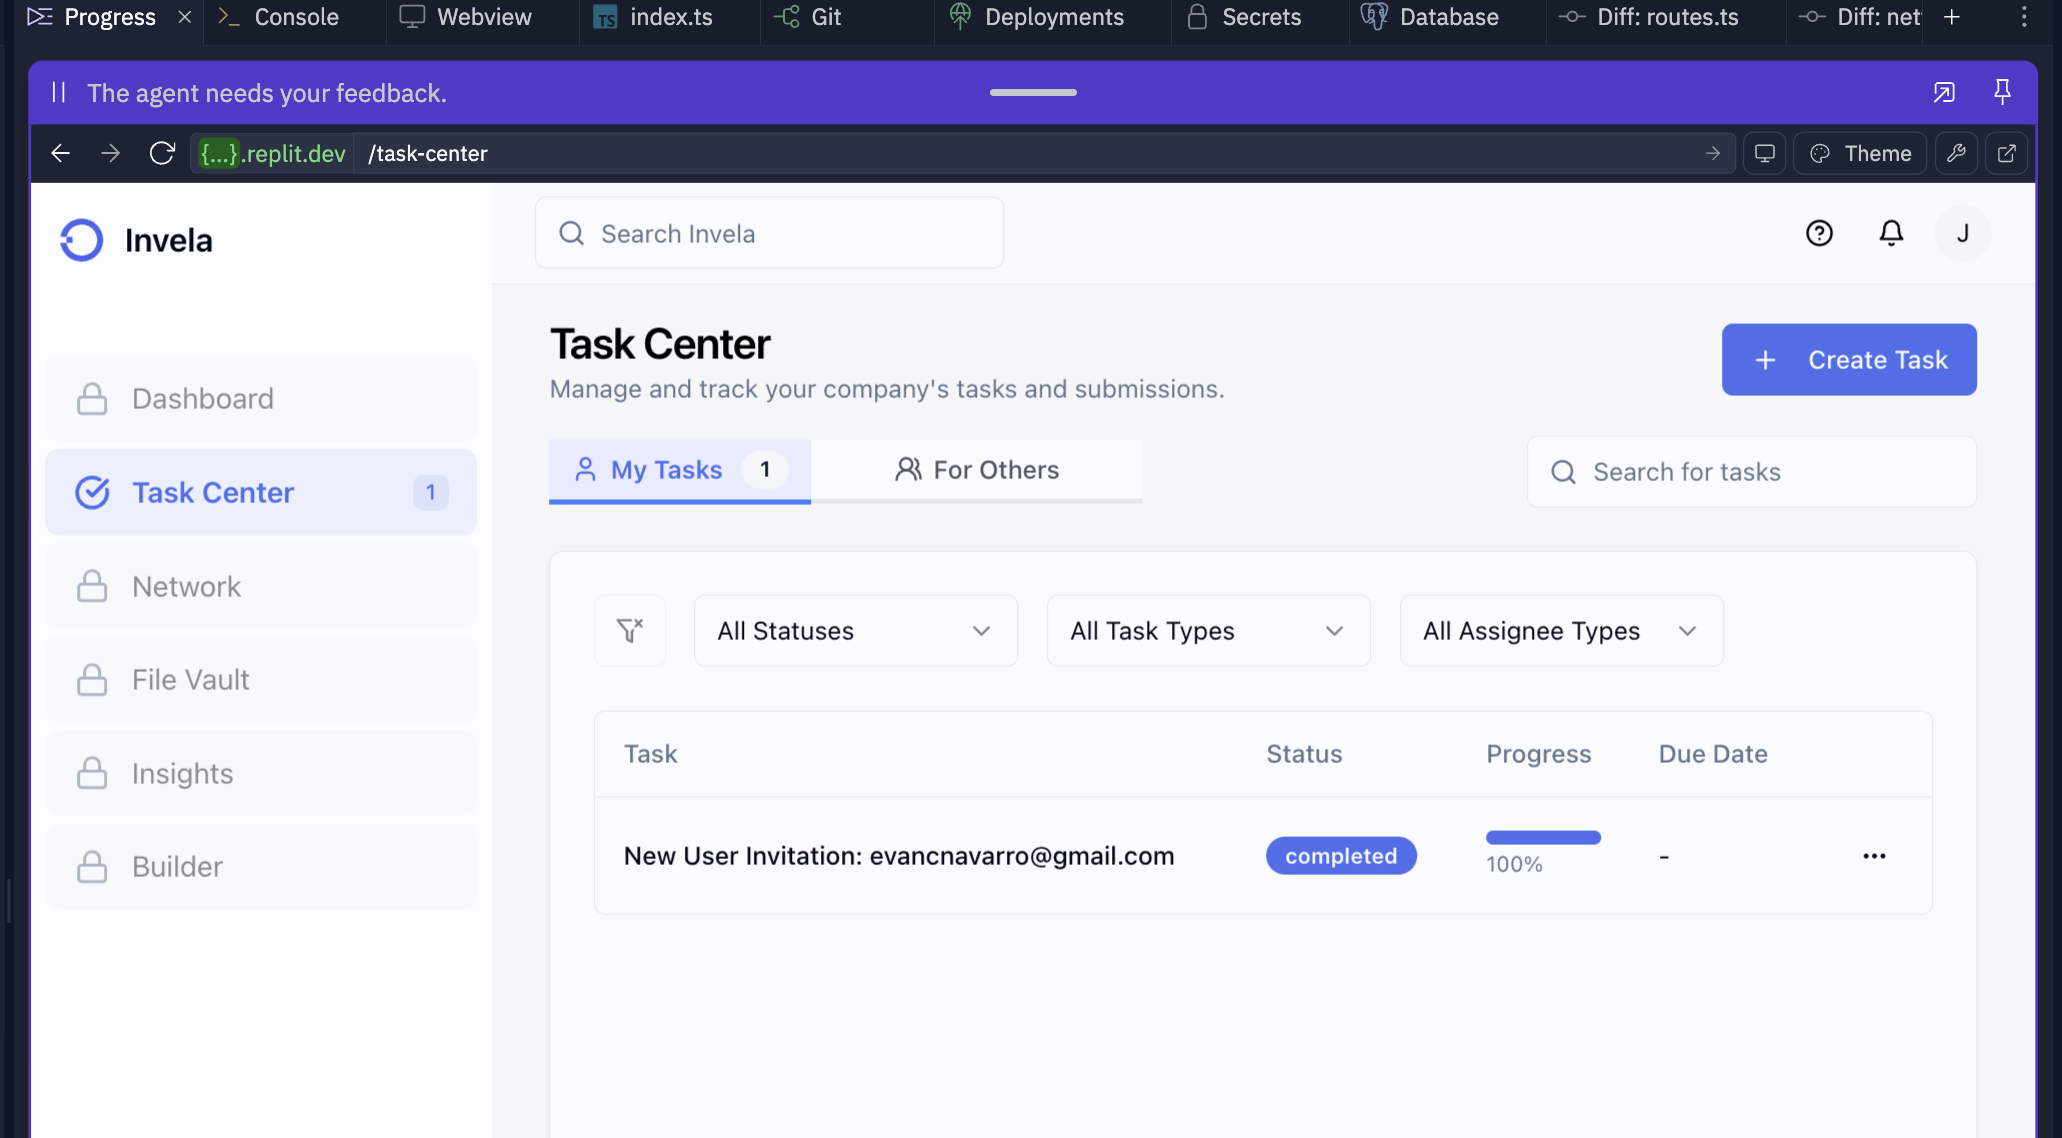 Progress
Console
Webview
TS index.ts
Git
Deployments
Secrets
Database
Diff: routes.ts
Diff: net
The agent needs your feedback.
{...}.replit.dev /task-center
Theme
Invela
Search Invela
J
Task Center
Manage and track your company's tasks and submissions.
Create Task
Dashboard
Task Center 1
Network
File Vault
Insights
Builder
My Tasks 1
For Others
Search for tasks
All Statuses
All Task Types
All Assignee Types
Task Status Progress Due Date
New User Invitation: evancnavarro@gmail.com completed 100% -